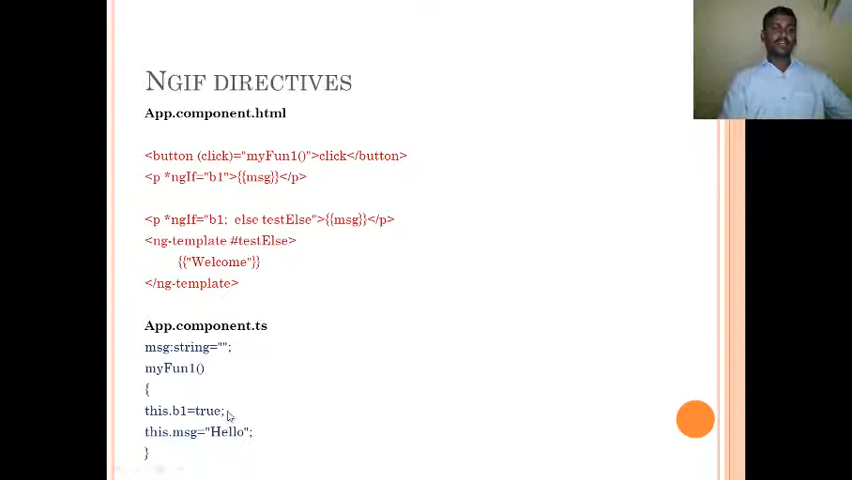 NGIF DIRECTIVES
App.component.html
<button (click)="myFun1()">click</button>
<p *ngIf="b1">{{msg}}</p>
<p *ngIf="b1; else testElse">{{msg}}</p>
<ng-template #testElse>
{{"Welcome"}}
</ng-template>
App.component.ts
msg:string="";
myFun1()
{
this.b1=true;
this.msg="Hello";
}